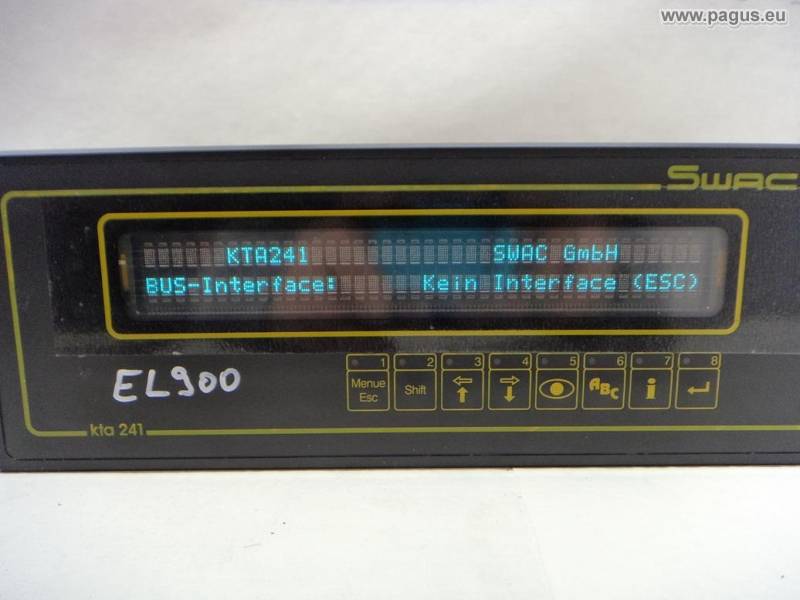 www.pagus.eu
SWAC
KTA241 SWAC GmbH
BUS-Interface: Kein Interface (ESC)
1 2 3 4 5 6 7 8
Menue
Esc
Shift
ABC
i
EL900
kta 241